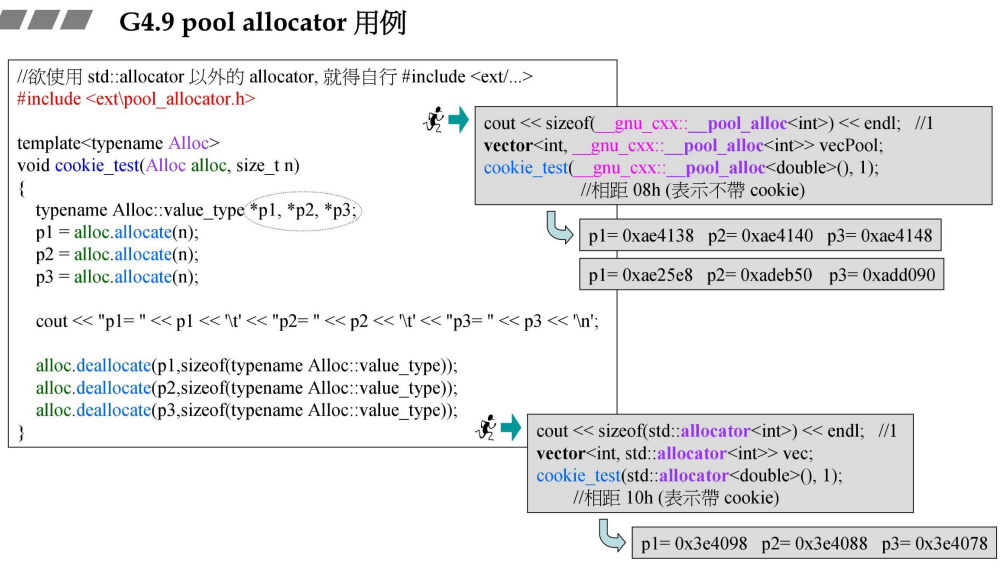 G4.9 pool allocator 用例
//欲使用 std::allocator 以外的 allocator, 就得自行 #include <ext/...>
#include <ext\pool_allocator.h>
template<typename Alloc>
void cookie_test(Alloc alloc, size_t n)
{
typename Alloc::value_type *p1, *p2, *p3;
p1 = alloc.allocate(n);
p2 = alloc.allocate(n);
p3 = alloc.allocate(n);
cout << "p1= " << p1 << '\t' << "p2= " << p2 << '\t' << "p3= " << p3 << '\n';
alloc.deallocate(p1,sizeof(typename Alloc::value_type));
alloc.deallocate(p2,sizeof(typename Alloc::value_type));
alloc.deallocate(p3,sizeof(typename Alloc::value_type));
}
cout << sizeof(__gnu_cxx::__pool_alloc<int>) << endl; //1
vector<int, __gnu_cxx::__pool_alloc<int>> vecPool;
cookie_test(__gnu_cxx::__pool_alloc<double>(), 1);
//相距 08h (表示不帶 cookie)
p1= 0xae4138 p2= 0xae4140 p3= 0xae4148
p1= 0xae25e8 p2= 0xadeb50 p3= 0xadd090
cout << sizeof(std::allocator<int>) << endl; //1
vector<int, std::allocator<int>> vec;
cookie_test(std::allocator<double>(), 1);
//相距 10h (表示帶 cookie)
p1= 0x3e4098 p2= 0x3e4088 p3= 0x3e4078